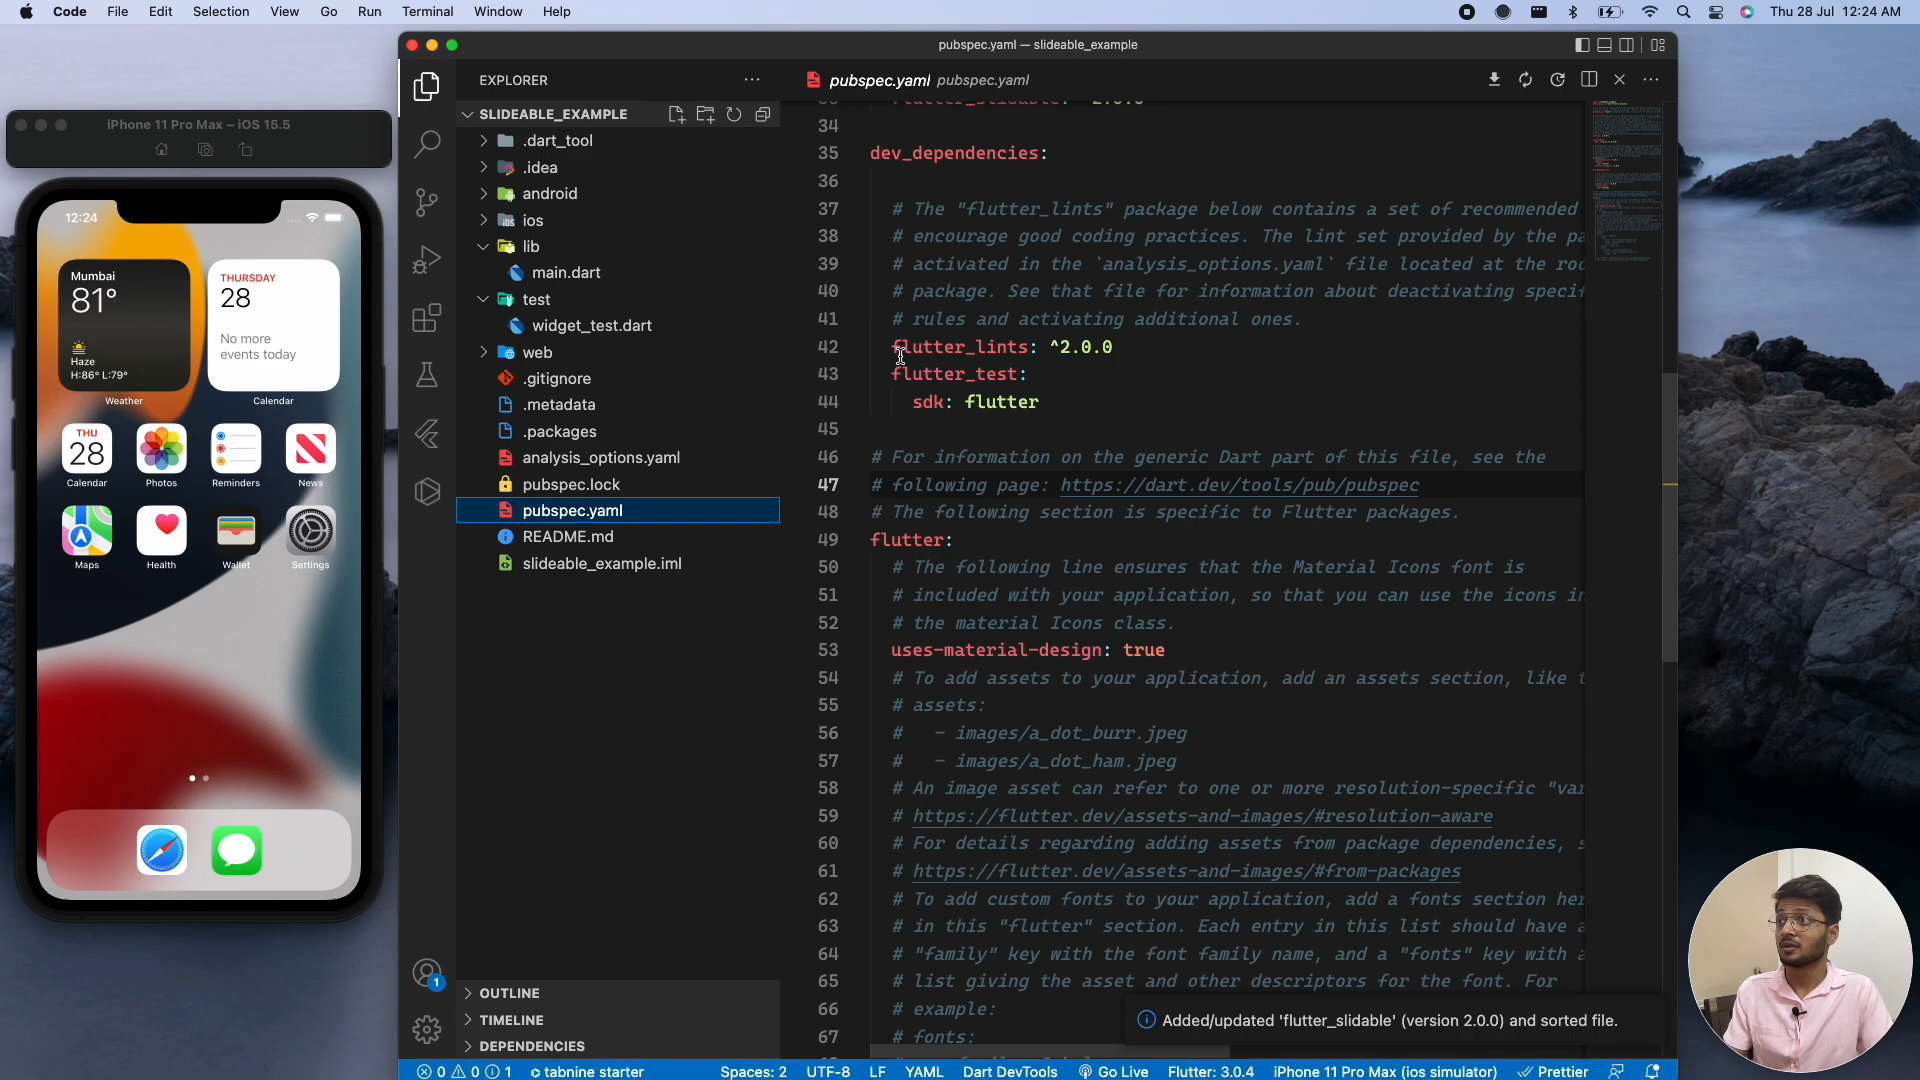 Code File Edit Selection View Go Run Terminal Window Help
Thu 28 Jul 12:24 AM
iPhone 11 Pro Max – iOS 15.5
12:24
Mumbai
81°
Haze
H:86° L:79°
Weather
THURSDAY
28
No more
events today
Calendar
THU
28
Calendar
Photos
Reminders
News
Maps
Health
Wallet
Settings
pubspec.yaml — slideable_example
EXPLORER
SLIDEABLE_EXAMPLE
.dart_tool
.idea
android
ios
lib
main.dart
test
widget_test.dart
web
.gitignore
.metadata
.packages
analysis_options.yaml
pubspec.lock
pubspec.yaml
README.md
slideable_example.iml
OUTLINE
TIMELINE
DEPENDENCIES
1
pubspec.yaml pubspec.yaml
34
35 dev_dependencies:
36
37 # The "flutter_lints" package below contains a set of recommended
38 # encourage good coding practices. The lint set provided by the
39 # activated in the `analysis_options.yaml` file located at the
40 # package. See that file for information about deactivating
41 # rules and activating additional ones.
42 flutter_lints: ^2.0.0
43 flutter_test:
44 sdk: flutter
45
46 # For information on the generic Dart part of this file, see the
47 # following page: https://dart.dev/tools/pub/pubspec
48 # The following section is specific to Flutter packages.
49 flutter:
50 # The following line ensures that the Material Icons font is
51 # included with your application, so that you can use the icons
52 # the material Icons class.
53 uses-material-design: true
54 # To add assets to your application, add an assets section, like
55 # assets:
56 # - images/a_dot_burr.jpeg
57 # - images/a_dot_ham.jpeg
58 # An image asset can refer to one or more resolution-specific
59 # https://flutter.dev/assets-and-images/#resolution-aware
60 # For details regarding adding assets from package dependencies,
61 # https://flutter.dev/assets-and-images/#from-packages
62 # To add custom fonts to your application, add a fonts section
63 # in this "flutter" section. Each entry in this list should have
64 # "family" key with the font family name, and a "fonts" key with
65 # list giving the asset and other descriptors for the font. For
66 # example:
67 # fonts:
Added/updated 'flutter_slidable' (version 2.0.0) and sorted file.
0 0 1 tabnine starter Spaces: 2 UTF-8 LF YAML Dart DevTools Go Live Flutter: 3.0.4 iPhone 11 Pro Max (ios simulator) Prettier